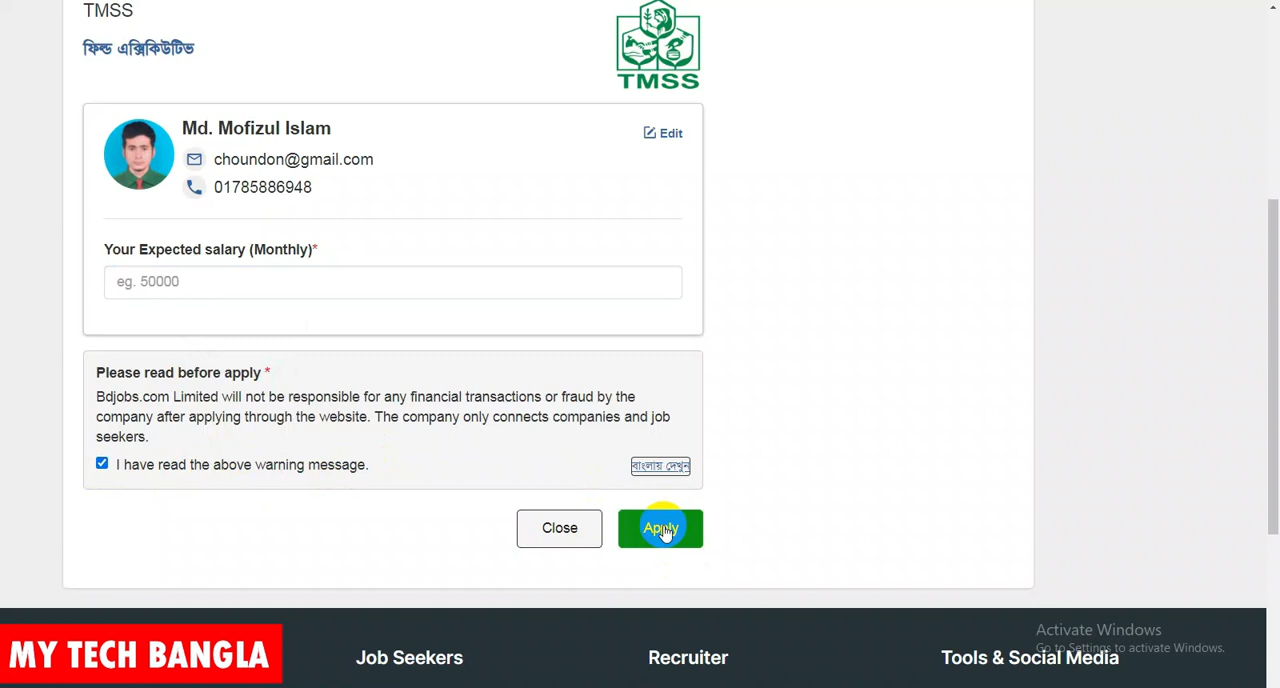 TMSS
ফিল্ড এক্সিকিউটিভ
TMSS
Md. Mofizul Islam
Edit
choundon@gmail.com
01785886948
Your Expected salary (Monthly)*
eg. 50000
Please read before apply *
Bdjobs.com Limited will not be responsible for any financial transactions or fraud by the
company after applying through the website. The company only connects companies and job
seekers.
I have read the above warning message.
বাংলায় দেখুন
Close
Apply
Activate Windows
Go to Settings to activate Windows.
MY TECH BANGLA
Job Seekers
Recruiter
Tools & Social Media